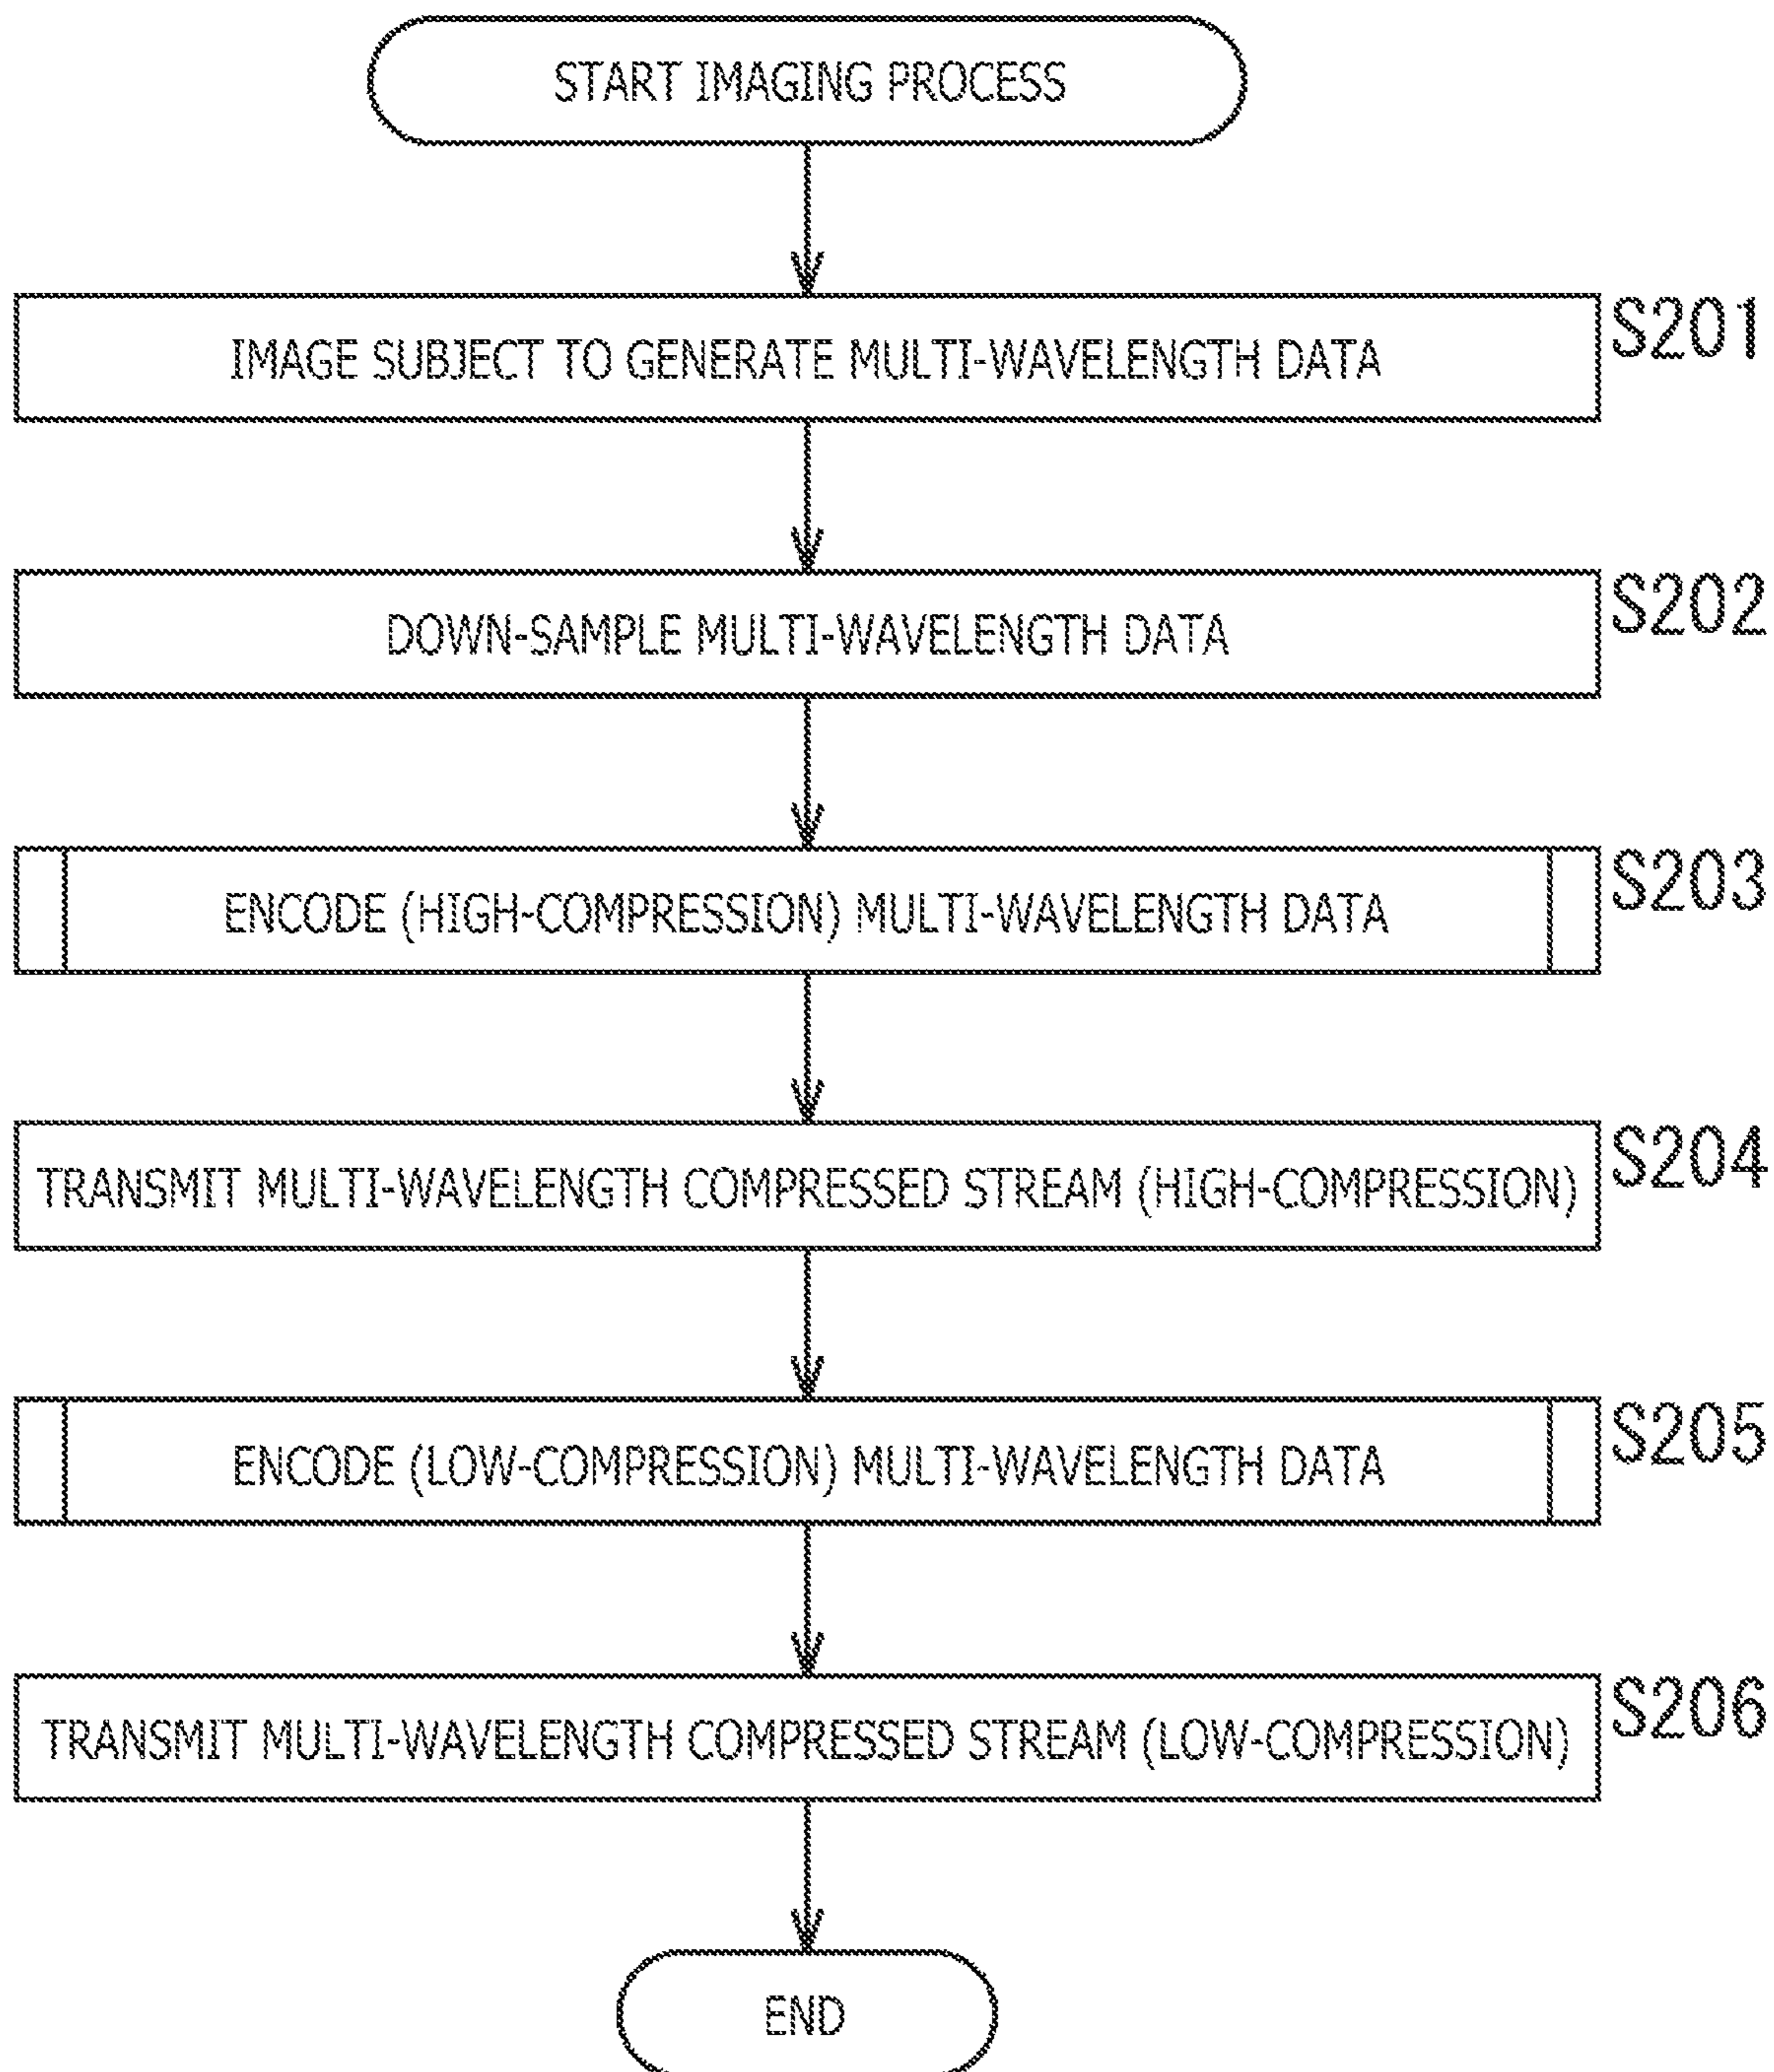 START IMAGING PROCESS
S201
IMAGE SUBJECT TO GENERATE MULTI-WAVELENGTH DATA
S202
DOWN-SAMPLE MULTI-WAVELENGTH DATA
S203
ENCODE (HIGH-COMPRESSION) MULTI-WAVELENGTH DATA
S204
TRANSMIT MULTI-WAVELENGTH COMPRESSED STREAM (HIGH-COMPRESSION)
S205
ENCODE (LOW-COMPRESSION) MULTI-WAVELENGTH DATA
S206
TRANSMIT MULTI-WAVELENGTH COMPRESSED STREAM (LOW-COMPRESSION)
END